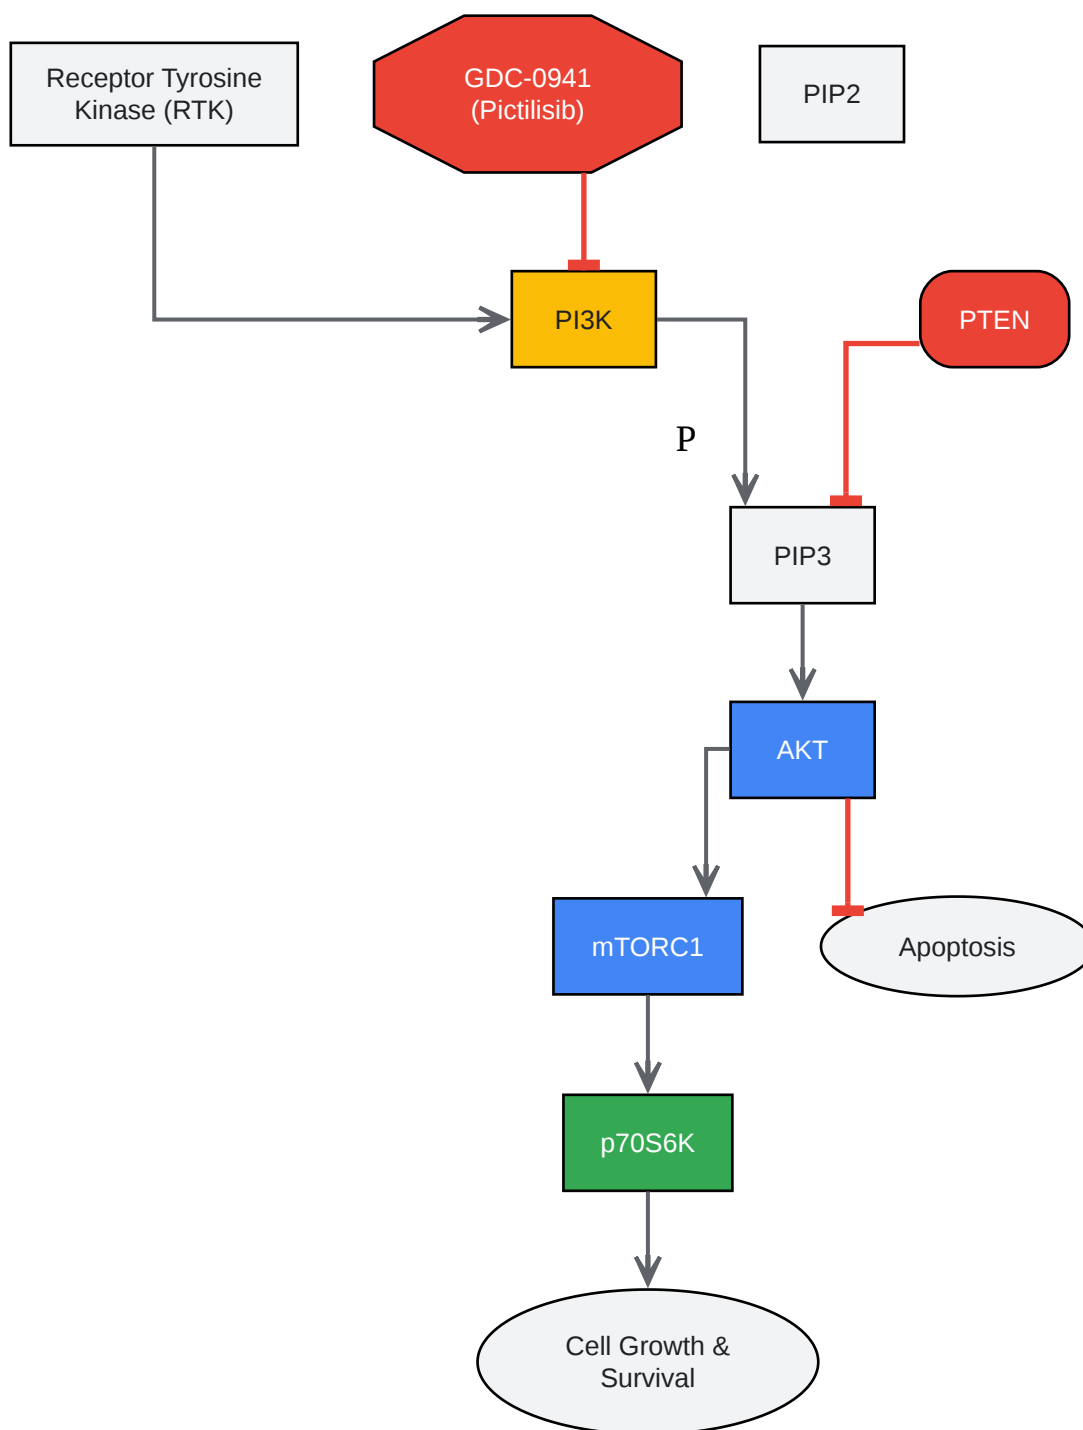 Receptor Tyrosine
Kinase (RTK)
GDC-0941
(Pictilisib)
PIP2
PI3K
PTEN
P
PIP3
AKT
mTORC1
Apoptosis
p70S6K
Cell Growth &
Survival